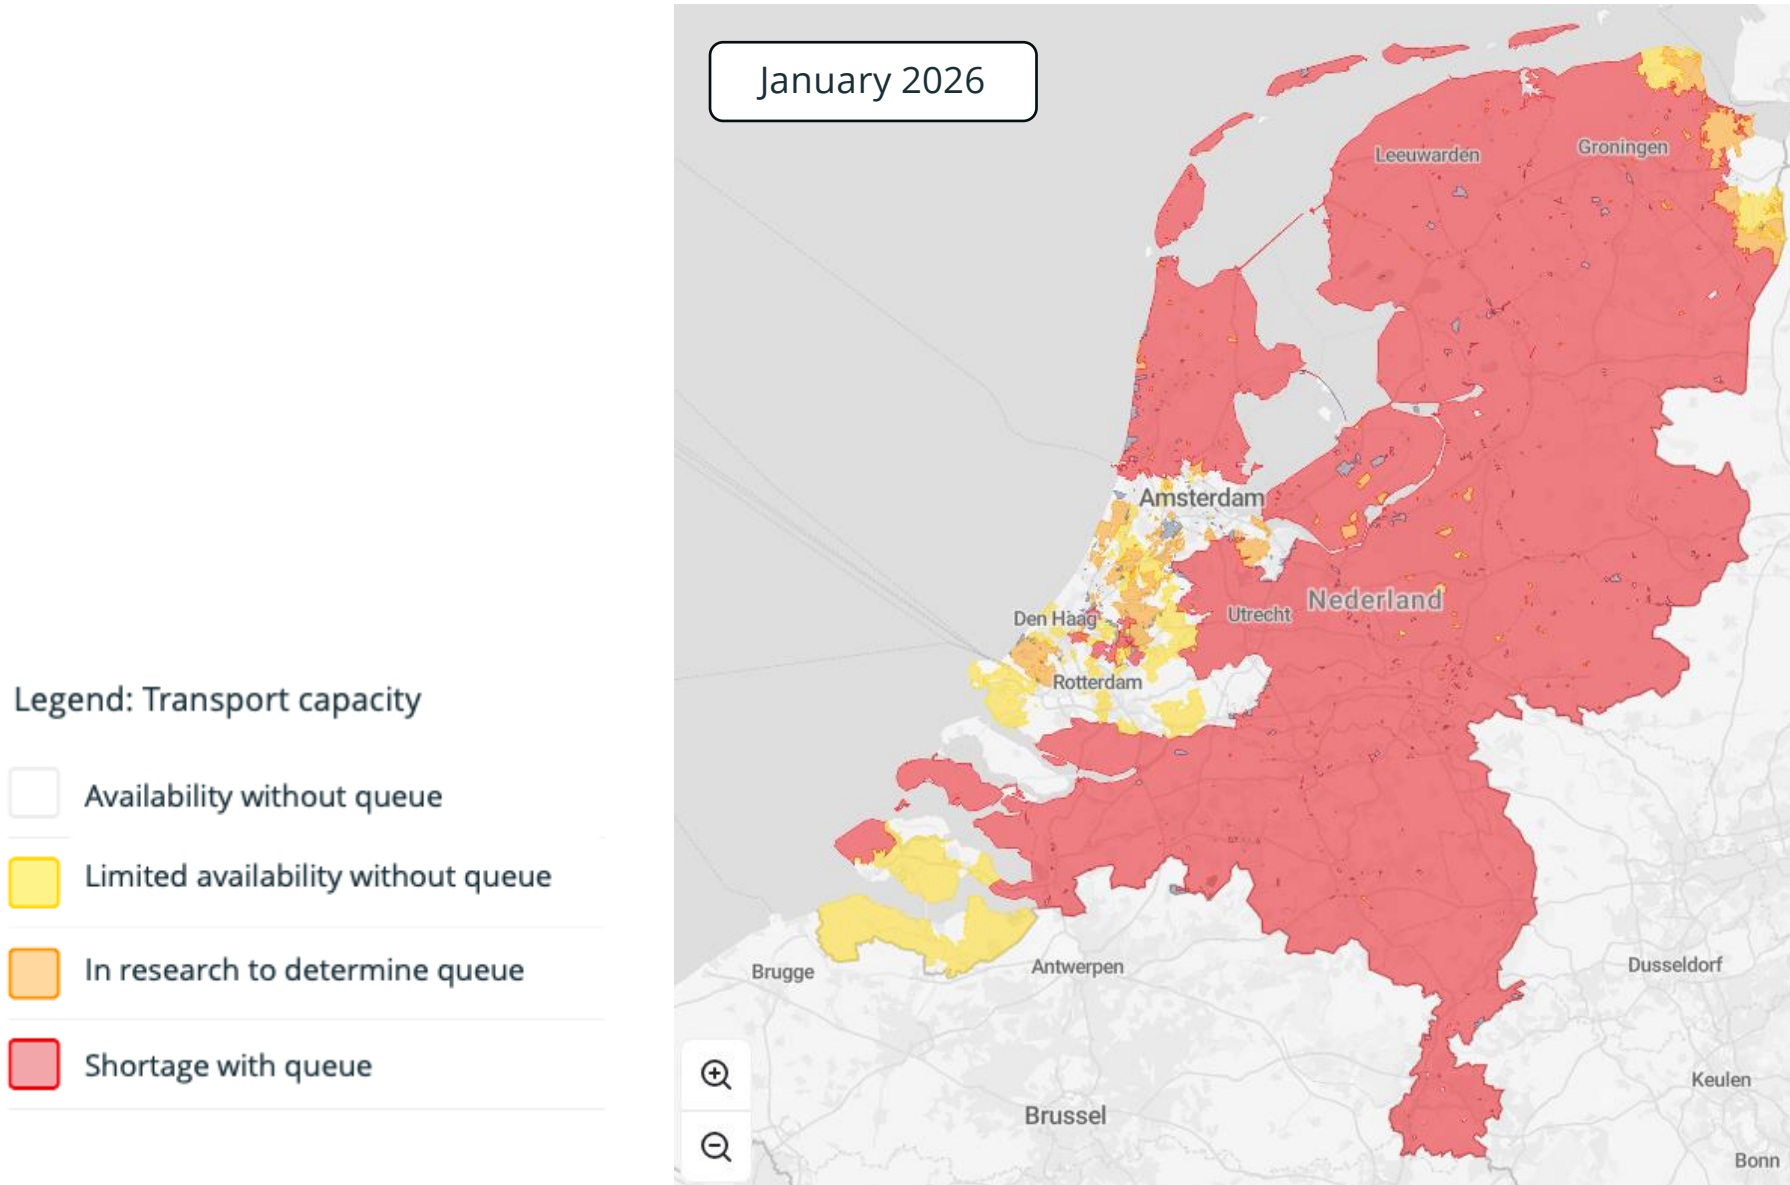 January 2026
Leeuwarden
Groningen
Amsterdam
Den Haag
Utrecht
Nederland
Rotterdam
Legend: Transport capacity
Availability without queue
Limited availability without queue
In research to determine queue
Shortage with queue
Brugge
Antwerpen
Dusseldorf
Keulen
Brussel
Bonn